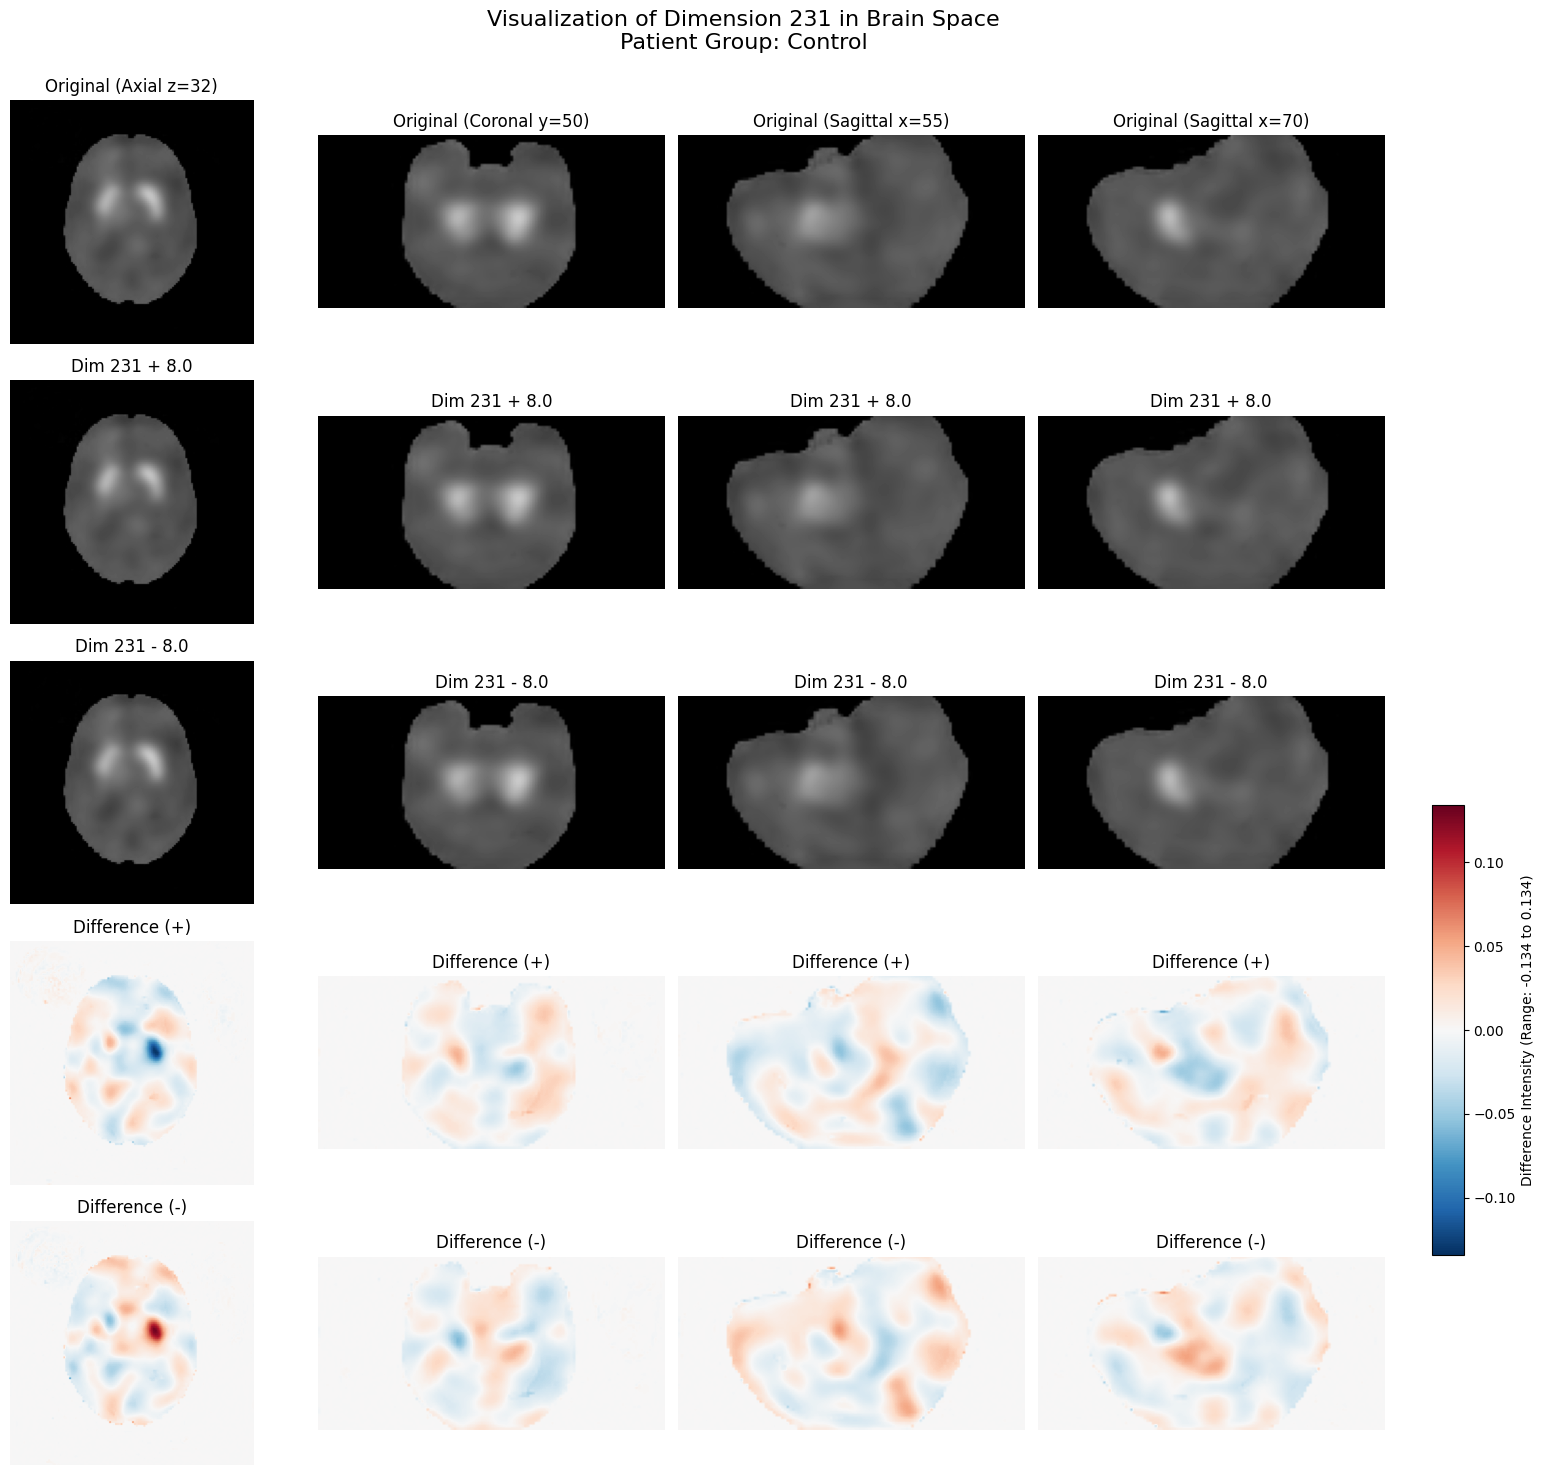 Visualization of Dimension 231 in Brain Space
Patient Group: Control
Original (Axial z=32)
Original (Coronal y=50)
Original (Sagittal x=55)
Original (Sagittal x=70)
Dim 231 + 8.0
Dim 231 + 8.0
Dim 231 + 8.0
Dim 231 + 8.0
Dim 231 - 8.0
Dim 231 - 8.0
Dim 231 - 8.0
Dim 231 - 8.0
Difference (+)
Difference (+)
Difference (+)
Difference (+)
Difference (-)
Difference (-)
Difference (-)
Difference (-)
0.10
0.05
0.00
−0.05
−0.10
Difference Intensity (Range: -0.134 to 0.134)